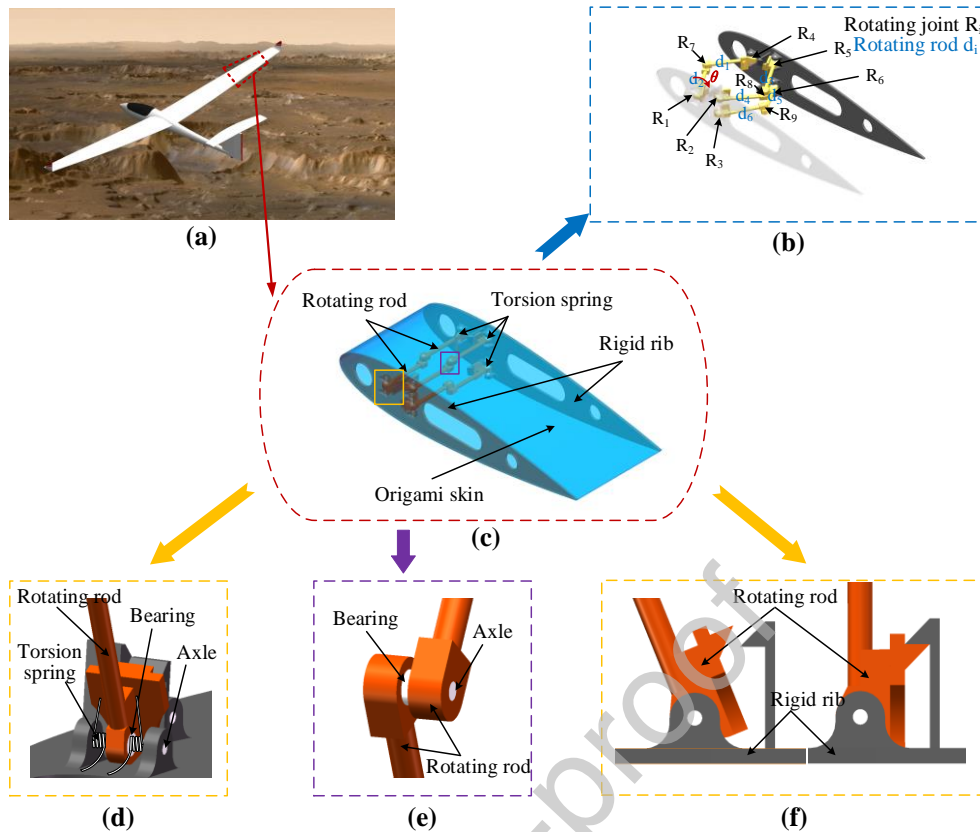 (a)
Rotating joint R
Rotating rod d i
R4
R7
R5
d1
R6
R8
d2
θ
d4
d5
R1
d6
R9
R2
R3
(b)
Rotating rod
Torsion spring
Rigid rib
Origami skin
(c)
Rotating rod
Bearing
Torsion
spring
Axle
(d)
Bearing
Axle
Rotating rod
(e)
Rotating rod
Rigid rib
(f)
proof